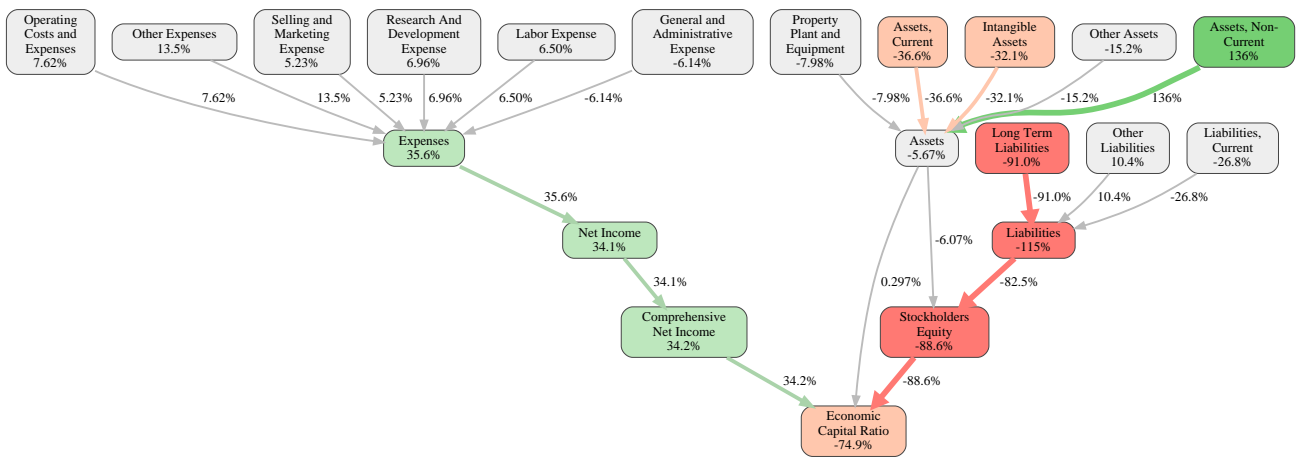 Operating
Costs and
Expenses
7.62%
Other Expenses
13.5%
Selling and
Marketing
Expense
5.23%
Research And
Development
Expense
6.96%
Labor Expense
6.50%
General and
Administrative
Expense
-6.14%
Property
Plant and
Equipment
-7.98%
Assets,
Current
-36.6%
Intangible
Assets
-32.1%
Other Assets
-15.2%
Assets, Non-
Current
136%
7.62%
13.5%
5.23%
6.96%
6.50%
-6.14%
-7.98%
-36.6%
-32.1%
-15.2%
136%
Expenses
35.6%
Assets
-5.67%
Long Term
Liabilities
-91.0%
Other
Liabilities
10.4%
Liabilities,
Current
-26.8%
35.6%
-91.0%
10.4%
-26.8%
Net Income
34.1%
-6.07%
Liabilities
-115%
34.1%
0.297%
-82.5%
Comprehensive
Net Income
34.2%
Stockholders
Equity
-88.6%
34.2%
-88.6%
Economic
Capital Ratio
-74.9%